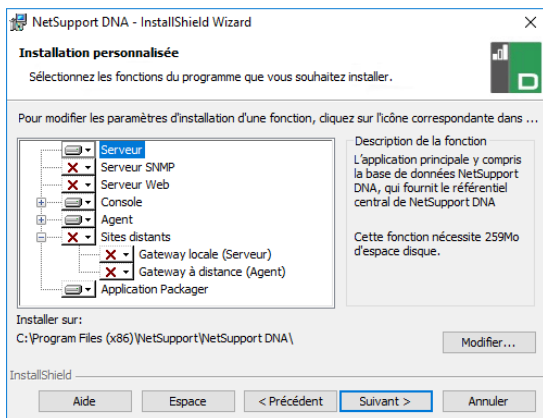 NetSupport DNA - InstallShield Wizard
Installation personnalisée
Sélectionnez les fonctions du programme que vous souhaitez installer.
D
Pour modifier les paramètres d'installation d'une fonction, cliquez sur l'icône correspondante dans ...
Serveur
Serveur SNMP
Serveur Web
Console
Agent
Sites distants
Gateway locale (Serveur)
Gateway à distance (Agent)
Application Packager
Description de la fonction
L'application principale y compris
la base de données NetSupport
DNA, qui fournit le référentiel
central de NetSupport DNA
Cette fonction nécessite 259Mo
d'espace disque.
Installer sur:
C:\Program Files (x86)\NetSupport\NetSupport DNA\
Modifier...
InstallShield
Aide
Espace
< Précédent
Suivant >
Annuler